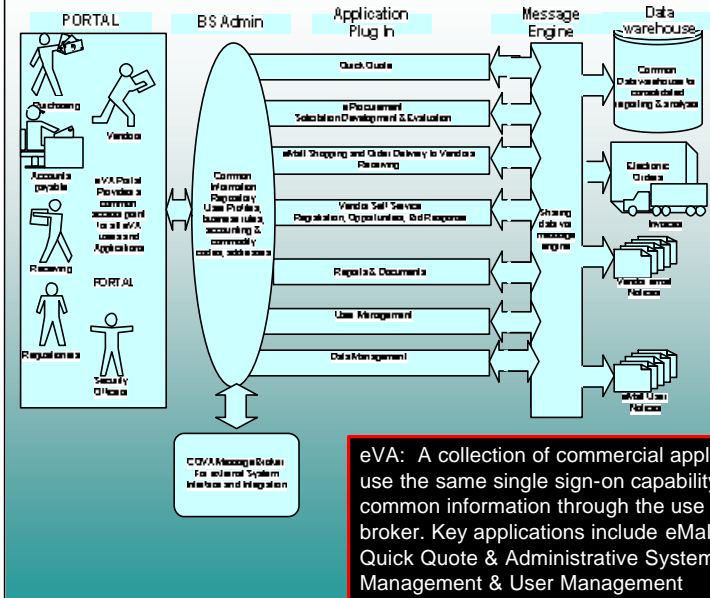 PORTAL
BS Admin
Application
Plug In
Message
Engine
Data
warehouse
Purchasing
Vendors
Accounts
payable
eVA Portal
Provides a
common
access point
for all eVA
users and
Applications
Receiving
PORTAL
Requisitioners
Security
Officers
Common
Information
Repository
User Profiles,
business rules,
accounting &
commodity
codes, addresses
Quick Quote
eProcurement
Solicitation Development & Evaluation
eMall Shopping and Order Delivery to Vendors
Receiving
Vendor Self Service
Registration, Opportunities, Bid Response
Reports & Documents
User Management
Data Management
Sharing
data via
message
engine
Common
Data warehouse for
consolidated
reporting & analysis
Electronic
Orders
Invoices
Vendor email
Notices
eMail User
Notices
COVA Message Broker
For external System
Interface and Integration
eVA: A collection of commercial appl
use the same single sign-on capability
common information through the use
broker. Key applications include eMal
Quick Quote & Administrative System
Management & User Management